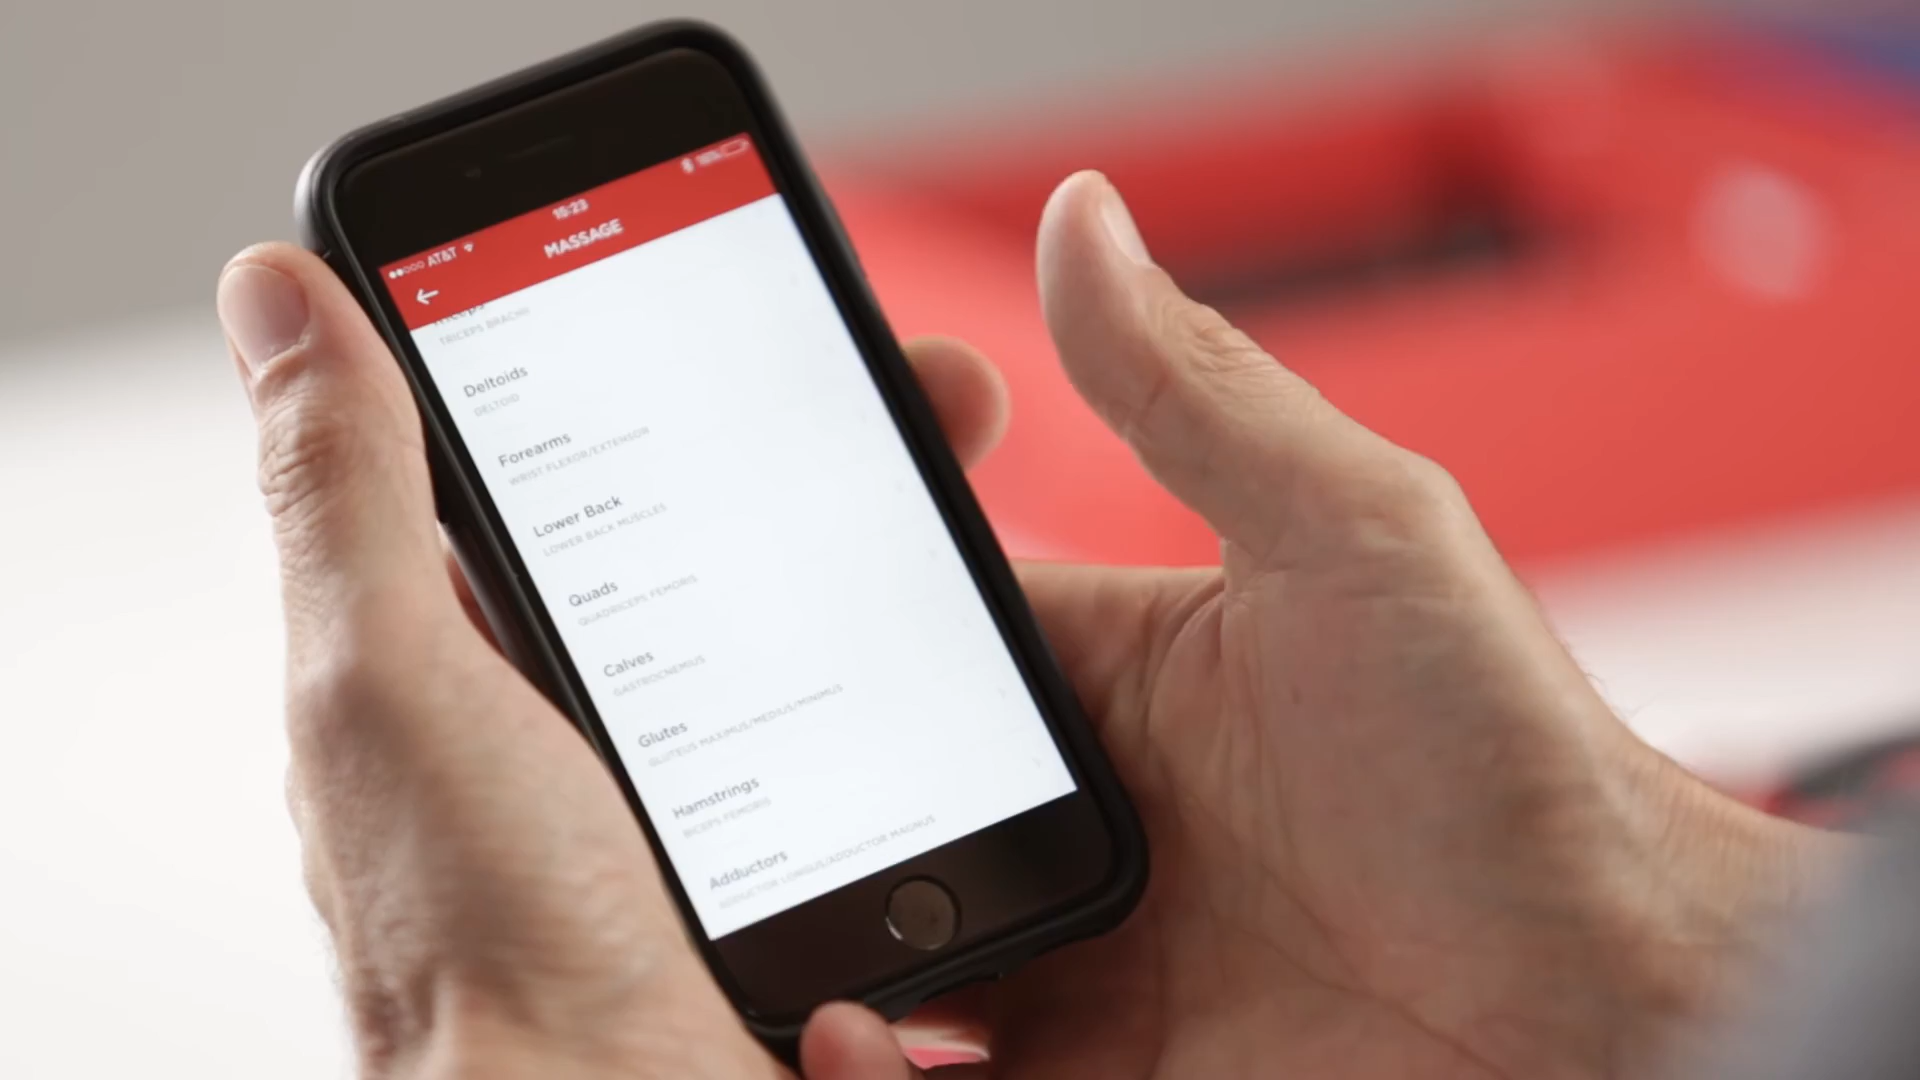 AT&T
15:23
MASSAGE
Triceps
TRICEPS BRACHII
Deltoids
DELTOID
Forearms
WRIST FLEXOR/EXTENSOR
Lower Back
LOWER BACK MUSCLES
Quads
QUADRICEPS FEMORIS
Calves
GASTROCNEMIUS
Glutes
GLUTEUS MAXIMUS/MEDIUS/MINIMUS
Hamstrings
BICEPS FEMORIS
Adductors
ADDUCTOR LONGUS/ADDUCTOR MAGNUS